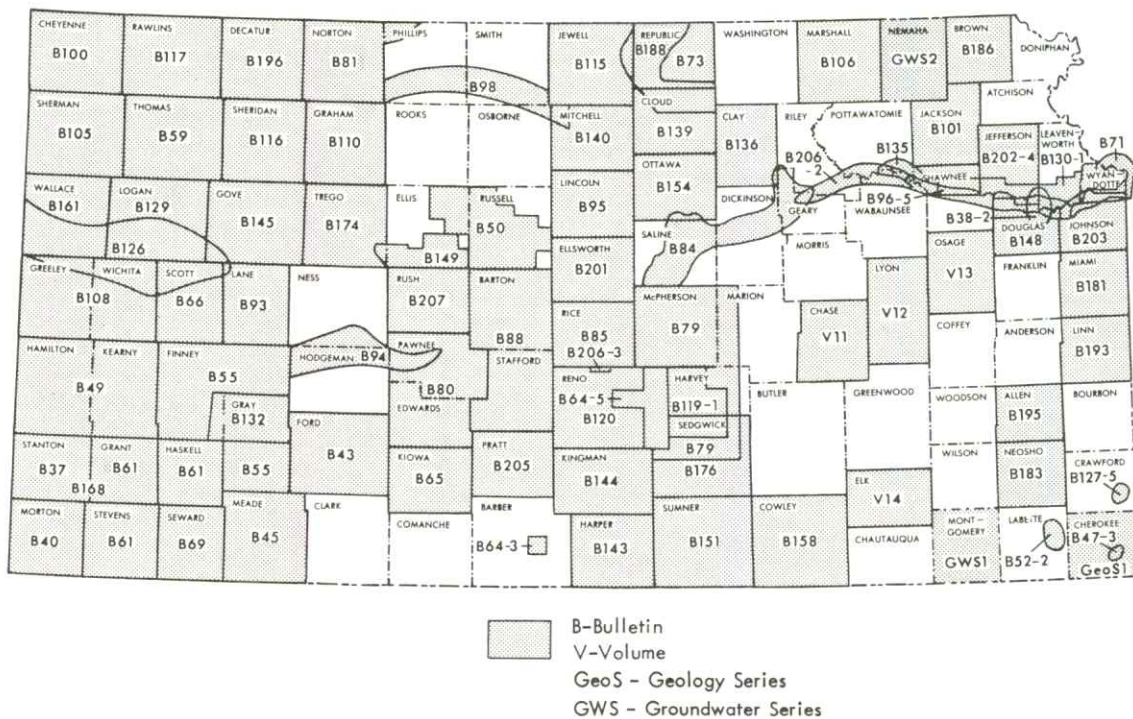 CHEYENNE
B100
RAWLINS
B117
DECATUR
B196
NORTON
B81
PHILLIPS
SMITH
JEWELL
B115
REPUBLIC
B188
B73
WASHINGTON
MARSHALL
B106
NEMAHA
GWS2
BROWN
B186
DONIPHAN
B98
SHERMAN
B105
THOMAS
B59
SHERIDAN
B116
GRAHAM
B110
ROOKS
OSBORNE
MITCHELL
B140
CLOUD
B139
CLAY
B136
RILEY
POTTAWATOMIE
B206
-2
B135
JACKSON
B101
ATCHISON
JEFFERSON
B202-4
LEAVEN-
WORTH
B130-1
B71
WYAN-
DOTTE
WALLACE
B161
LOGAN
B129
B126
GOVE
B145
TREGO
B174
ELLIS
B149
RUSSELL
B50
LINCOLN
B95
OTTAWA
B154
DICKINSON
GEARY
B96-5
WABAUNSEE
SHAWNEE
B38-2
DOUGLAS
B148
JOHNSON
B203
SALINE
B84
ELLSWORTH
B201
MORRIS
OSAGE
V13
FRANKLIN
MIAMI
B181
GREELEY
WICHITA
B108
SCOTT
B66
LANE
B93
NESS
RUSH
B207
BARTON
B88
RICE
B85
B206-3
McPHERSON
B79
MARION
CHASE
V11
LYON
V12
COFFEY
ANDERSON
LINN
B193
HAMILTON
KEARNY
B49
FINNEY
B55
HODGEMAN
B94
PAWNEE
B80
STAFFORD
EDWARDS
RENO
B64-5
B120
HARVEY
B119-1
SEDGWICK
B79
B176
BUTLER
GREENWOOD
WOODSON
ALLEN
B195
BOURBON
GRAY
B132
FORD
B43
STANTON
B37
B168
GRANT
B61
HASKELL
B61
B55
KIOWA
B65
PRATT
B205
KINGMAN
B144
WILSON
NEOSHO
B183
CRAWFORD
B127-5
ELK
V14
MORTON
B40
STEVENS
B61
SEWARD
B69
MEADE
B45
CLARK
COMANCHE
BARBER
B64-3
HARPER
B143
SUMNER
B151
COWLEY
B158
CHAUTAUQUA
MONT-
GOMERY
GWS1
LABETTE
B52-2
CHEROKEE
B47-3
GeoS1
B-Bulletin
V-Volume
GeoS - Geology Series
GWS - Groundwater Series